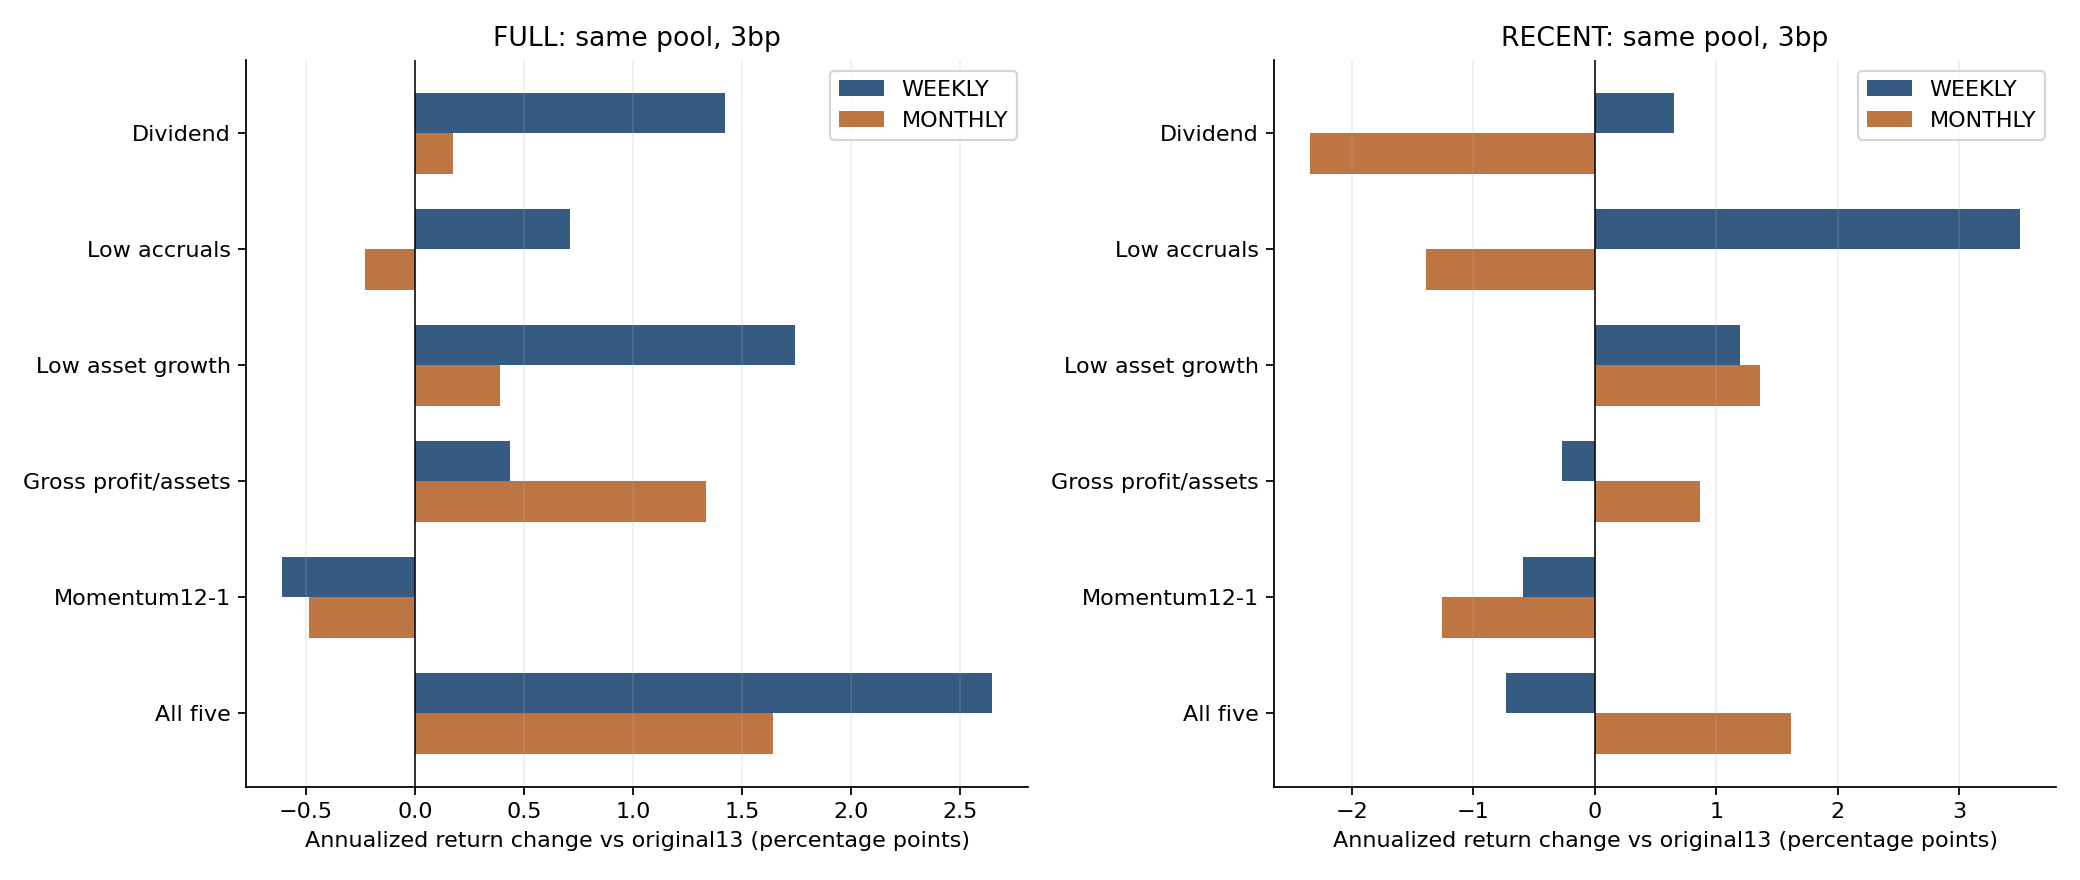 FULL: same pool, 3bp
WEEKLY
MONTHLY
Dividend
Low accruals
Low asset growth
Gross profit/assets
Momentum12-1
All five
−0.5 0.0 0.5 1.0 1.5 2.0 2.5
Annualized return change vs original13 (percentage points)
RECENT: same pool, 3bp
WEEKLY
MONTHLY
Dividend
Low accruals
Low asset growth
Gross profit/assets
Momentum12-1
All five
−2 −1 0 1 2 3
Annualized return change vs original13 (percentage points)